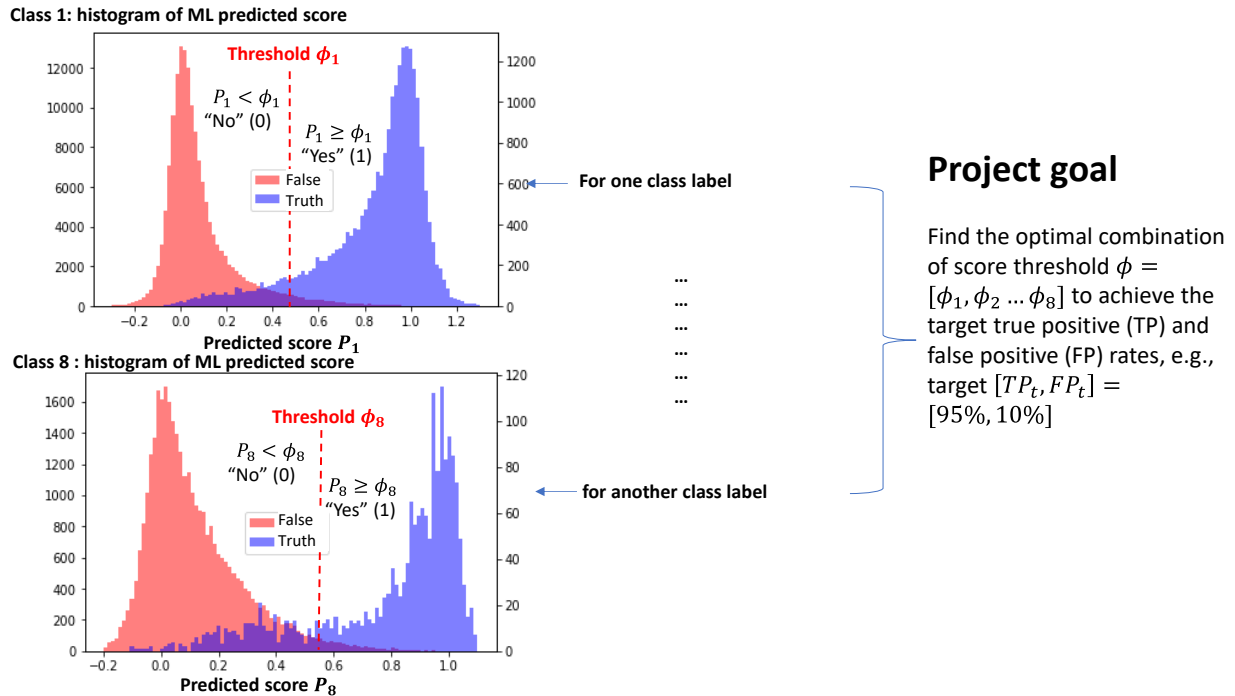 Class 1: histogram of ML predicted score
Threshold ϕ₁
P₁ < ϕ₁
“No” (0)
P₁ ≥ ϕ₁
“Yes” (1)
False
Truth
12000
10000
8000
6000
4000
2000
0
1200
1000
800
600
400
200
0
−0.2 0.0 0.2 0.4 0.6 0.8 1.0 1.2
Predicted score P₁
Class 8 : histogram of ML predicted score
Threshold ϕ₈
P₈ < ϕ₈
“No” (0)
P₈ ≥ ϕ₈
“Yes” (1)
False
Truth
1600
1400
1200
1000
800
600
400
200
0
120
100
80
60
40
20
0
−0.2 0.0 0.2 0.4 0.6 0.8 1.0
Predicted score P₈
For one class label
...
...
...
...
...
...
for another class label
Project goal
Find the optimal combination
of score threshold ϕ =
[ϕ₁, ϕ₂ … ϕ₈] to achieve the
target true positive (TP) and
false positive (FP) rates, e.g.,
target [TPₜ, FPₜ] =
[95%, 10%]